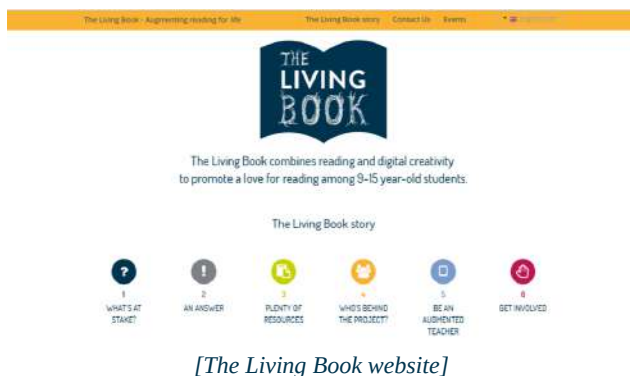 The Living Book - Augmenting reading for life The Living Book story Contact Us Events
THE
LIVING
BOOK
The Living Book combines reading and digital creativity
to promote a love for reading among 9-15 year-old students.
The Living Book story
1 2 3 4 5 6
WHAT'S AT STAKE?
AN ANSWER
PLENTY OF RESOURCES
WHO'S BEHIND THE PROJECT?
BE AN AUGMENTED TEACHER
GET INVOLVED
[The Living Book website]